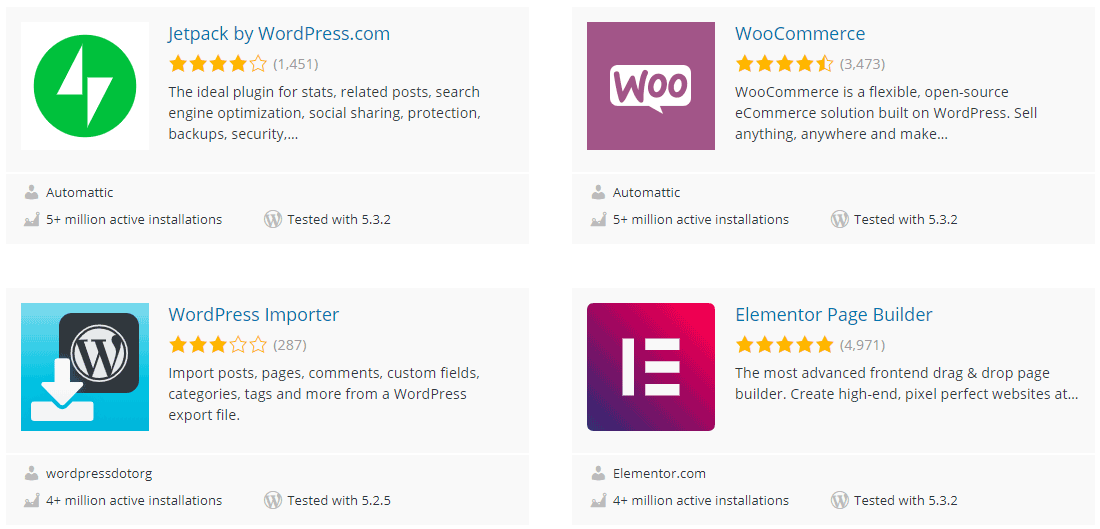 Jetpack by WordPress.com
(1,451)
The ideal plugin for stats, related posts, search
engine optimization, social sharing, protection,
backups, security,...
Automattic
5+ million active installations
Tested with 5.3.2
Woo
WooCommerce
(3,473)
WooCommerce is a flexible, open-source
eCommerce solution built on WordPress. Sell
anything, anywhere and make...
Automattic
5+ million active installations
Tested with 5.3.2
WordPress Importer
(287)
Import posts, pages, comments, custom fields,
categories, tags and more from a WordPress
export file.
wordpressdotorg
4+ million active installations
Tested with 5.2.5
Elementor Page Builder
(4,971)
The most advanced frontend drag & drop page
builder. Create high-end, pixel perfect websites at...
Elementor.com
4+ million active installations
Tested with 5.3.2